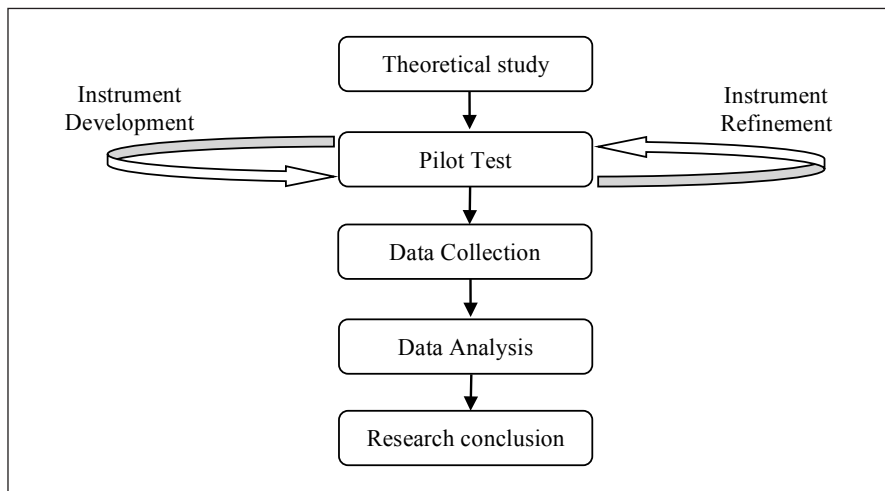 Theoretical study
Instrument
Development
Instrument
Refinement
Pilot Test
Data Collection
Data Analysis
Research conclusion